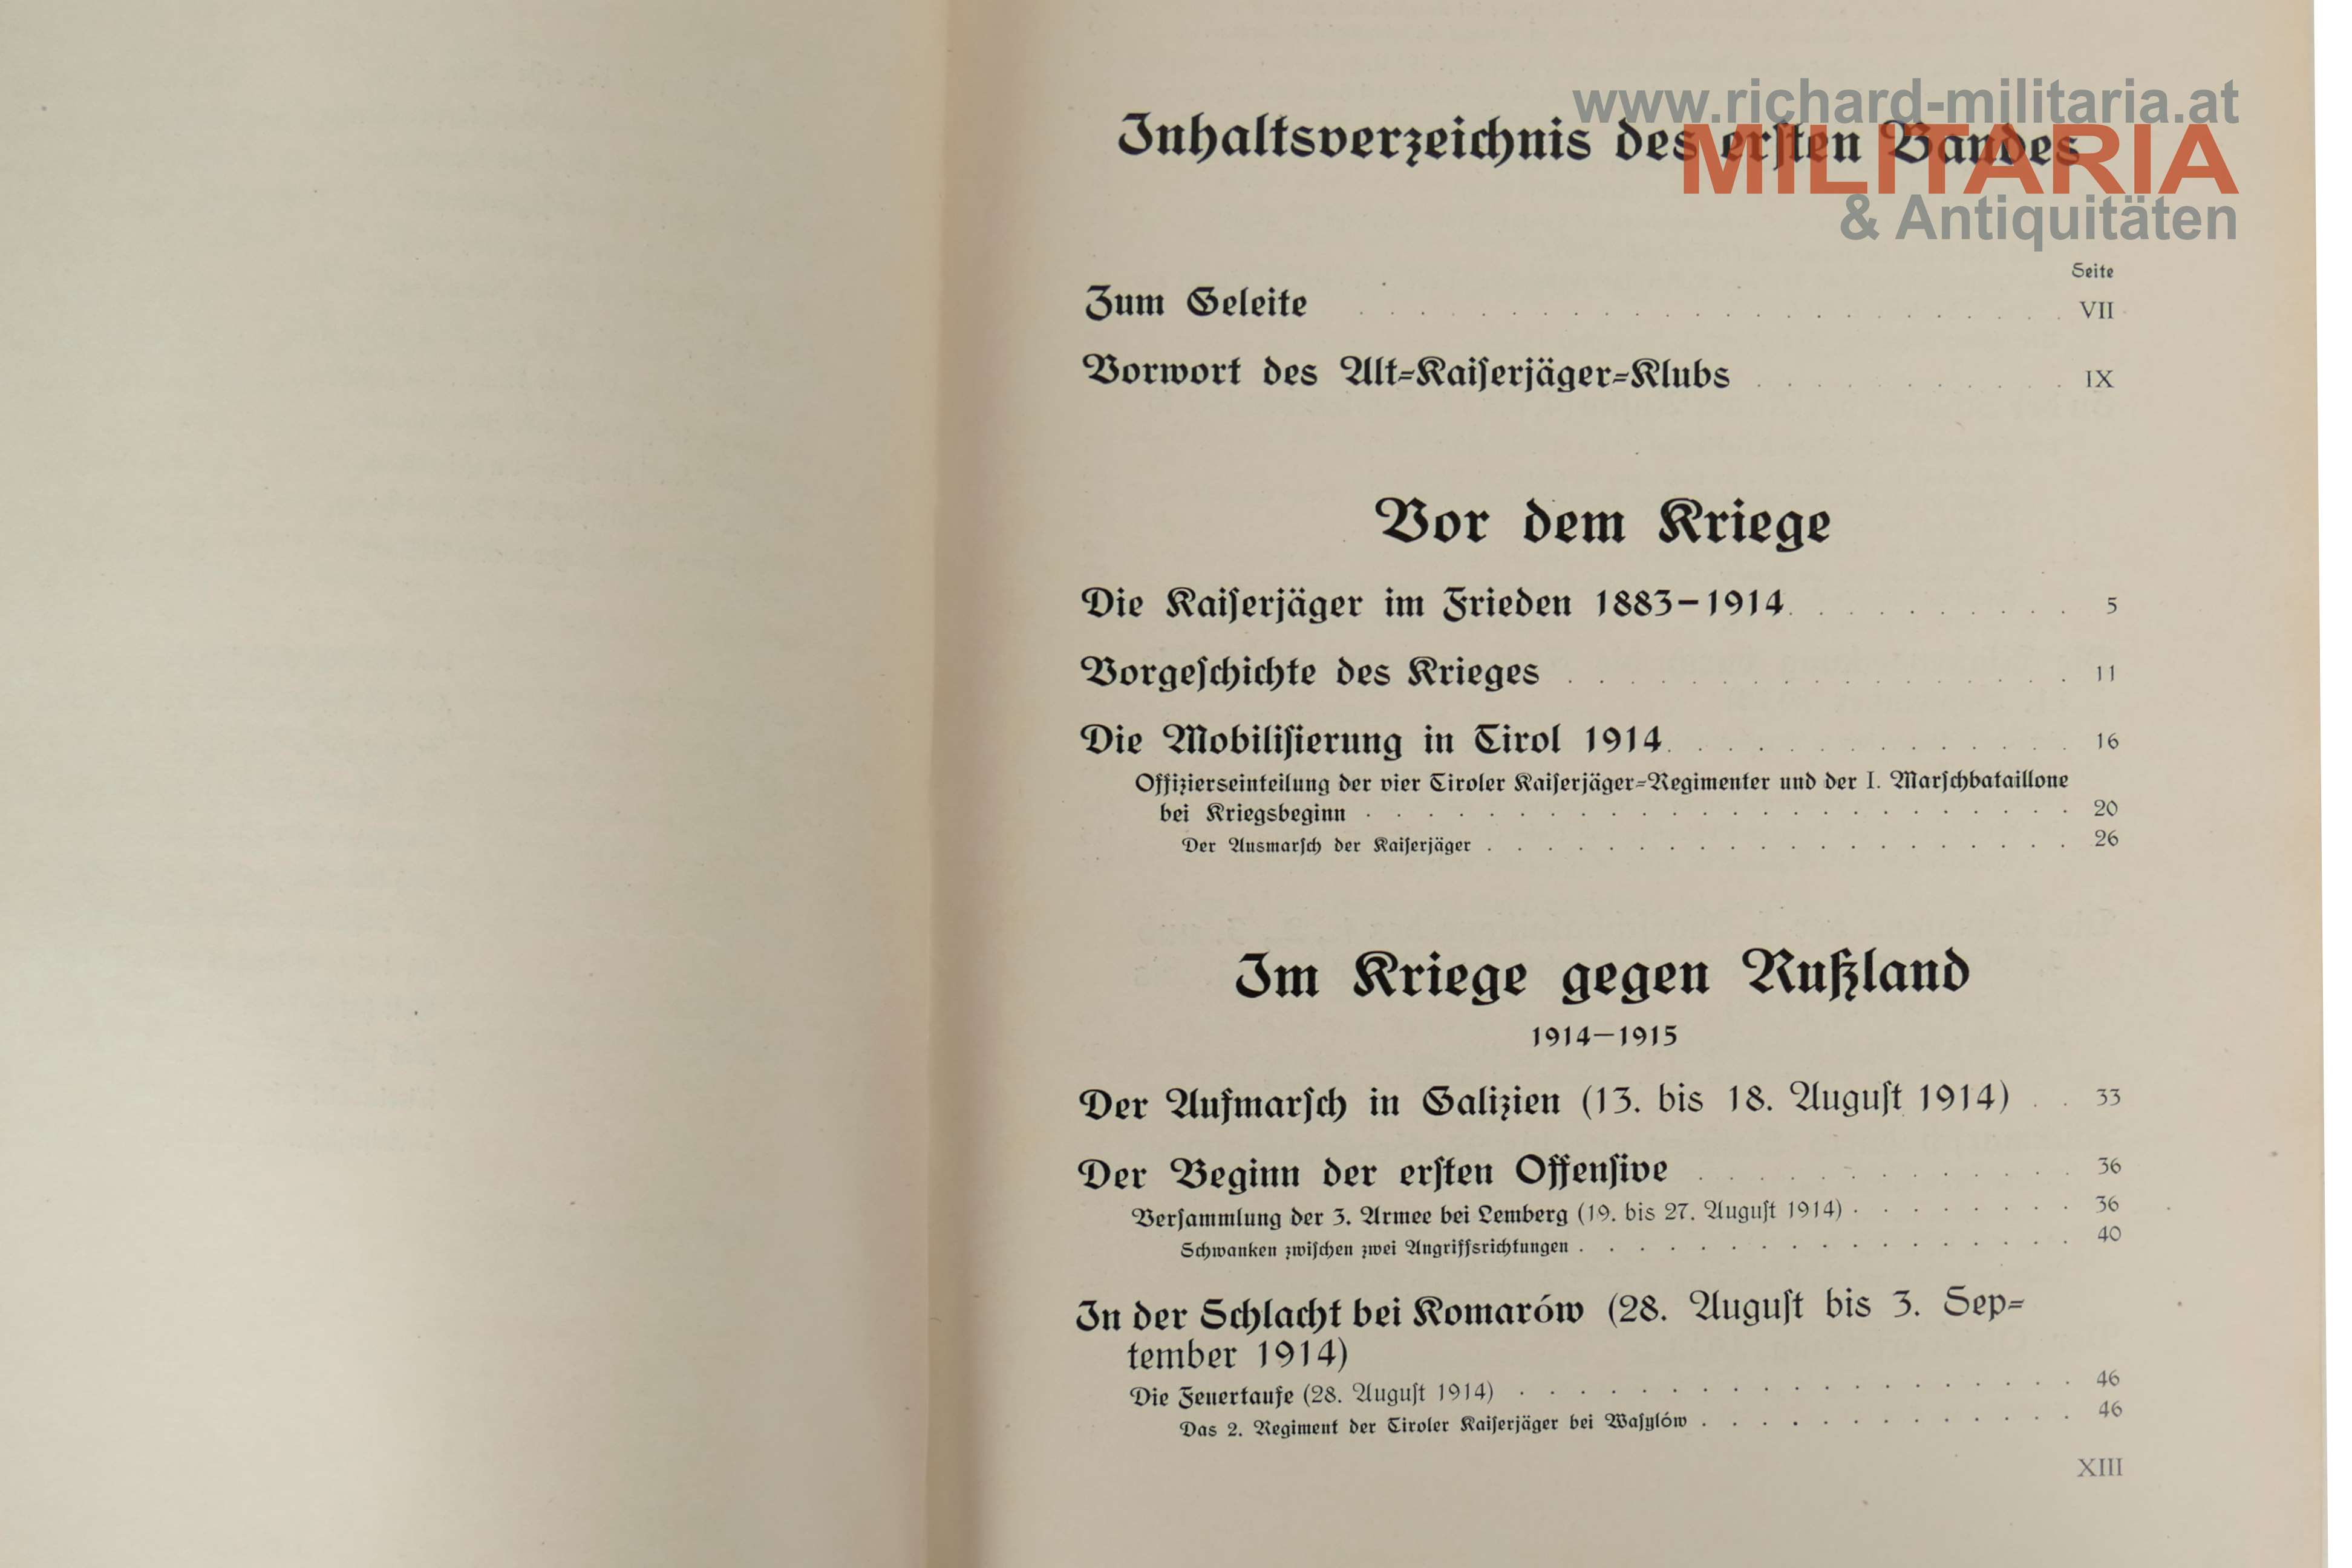 www.richard-militaria.at
MILITARIA
& Antiquitäten
Inhaltsverzeichnis des erſten Bandes
Seite
Zum Geleite . . . . . . . . . . . . . . . . . . . . . . . VII
Vorwort des Alt-Kaiſerjäger-Klubs . . . . . . . . . . . IX
Vor dem Kriege
Die Kaiſerjäger im Frieden 1883–1914 . . . . . . . . . . 5
Vorgeſchichte des Krieges . . . . . . . . . . . . . . . . . 11
Die Mobiliſierung in Tirol 1914 . . . . . . . . . . . . . . 16
Offizierseinteilung der vier Tiroler Kaiſerjäger-Regimenter und der I. Marſchbataillone
bei Kriegsbeginn . . . . . . . . . . . . . . . . . . . . . . . . 20
Der Ausmarſch der Kaiſerjäger . . . . . . . . . . . . . . . . . . . . 26
Im Kriege gegen Rußland
1914–1915
Der Aufmarſch in Galizien (13. bis 18. Auguſt 1914) . . 33
Der Beginn der erſten Offenſive . . . . . . . . . . . . . 36
Verſammlung der 3. Armee bei Lemberg (19. bis 27. Auguſt 1914) . . . . . . . . 36
Schwanken zwiſchen zwei Angriffsrichtungen . . . . . . . . . . . . . . . . . 40
In der Schlacht bei Komarów (28. Auguſt bis 3. Sep-
tember 1914)
Die Feuertaufe (28. Auguſt 1914) . . . . . . . . . . . . . . . . . . . 46
Das 2. Regiment der Tiroler Kaiſerjäger bei Waſylów . . . . . . . . . . . . . 46
XIII